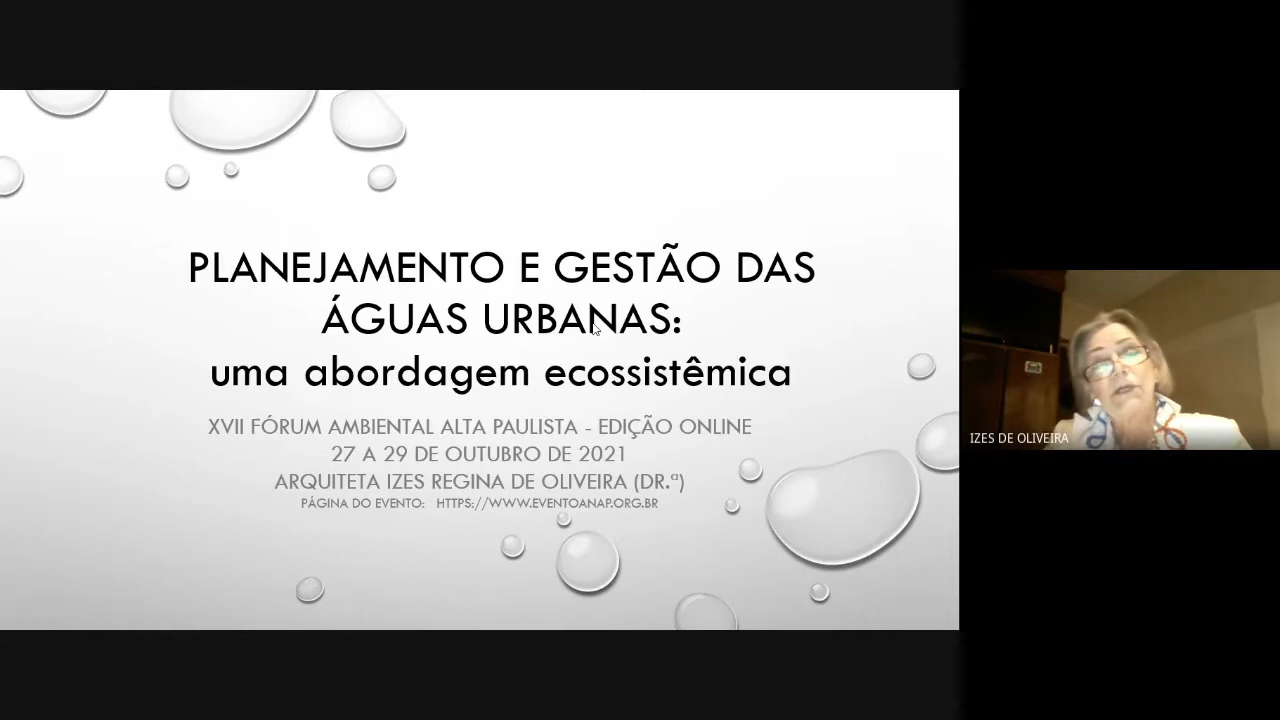 PLANEJAMENTO E GESTÃO DAS
ÁGUAS URBANAS:
uma abordagem ecossistêmica
XVII FÓRUM AMBIENTAL ALTA PAULISTA - EDIÇÃO ONLINE
27 A 29 DE OUTUBRO DE 2021
ARQUITETA IZES REGINA DE OLIVEIRA (DR.ª)
PÁGINA DO EVENTO: HTTPS://WWW.EVENTOANAP.ORG.BR
IZES DE OLIVEIRA